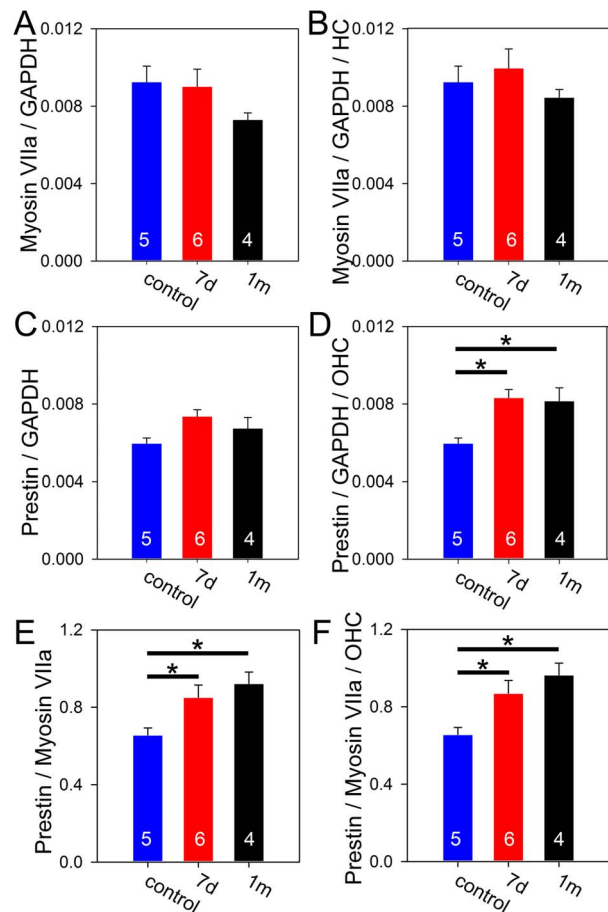 A
B
0.012
0.008
0.004
0.000
Myosin VIIa / GAPDH
5
6
4
control
7d
1m
0.012
0.008
0.004
0.000
Myosin VIIa / GAPDH / HC
5
6
4
control
7d
1m
C
D
0.012
0.008
0.004
0.000
Prestin / GAPDH
5
6
4
control
7d
1m
0.012
0.008
0.004
0.000
Prestin / GAPDH / OHC
*
*
5
6
4
control
7d
1m
E
F
1.2
0.8
0.4
0.0
Prestin / Myosin VIIa
*
*
5
6
4
control
7d
1m
1.2
0.8
0.4
0.0
Prestin / Myosin VIIa / OHC
*
*
5
6
4
control
7d
1m